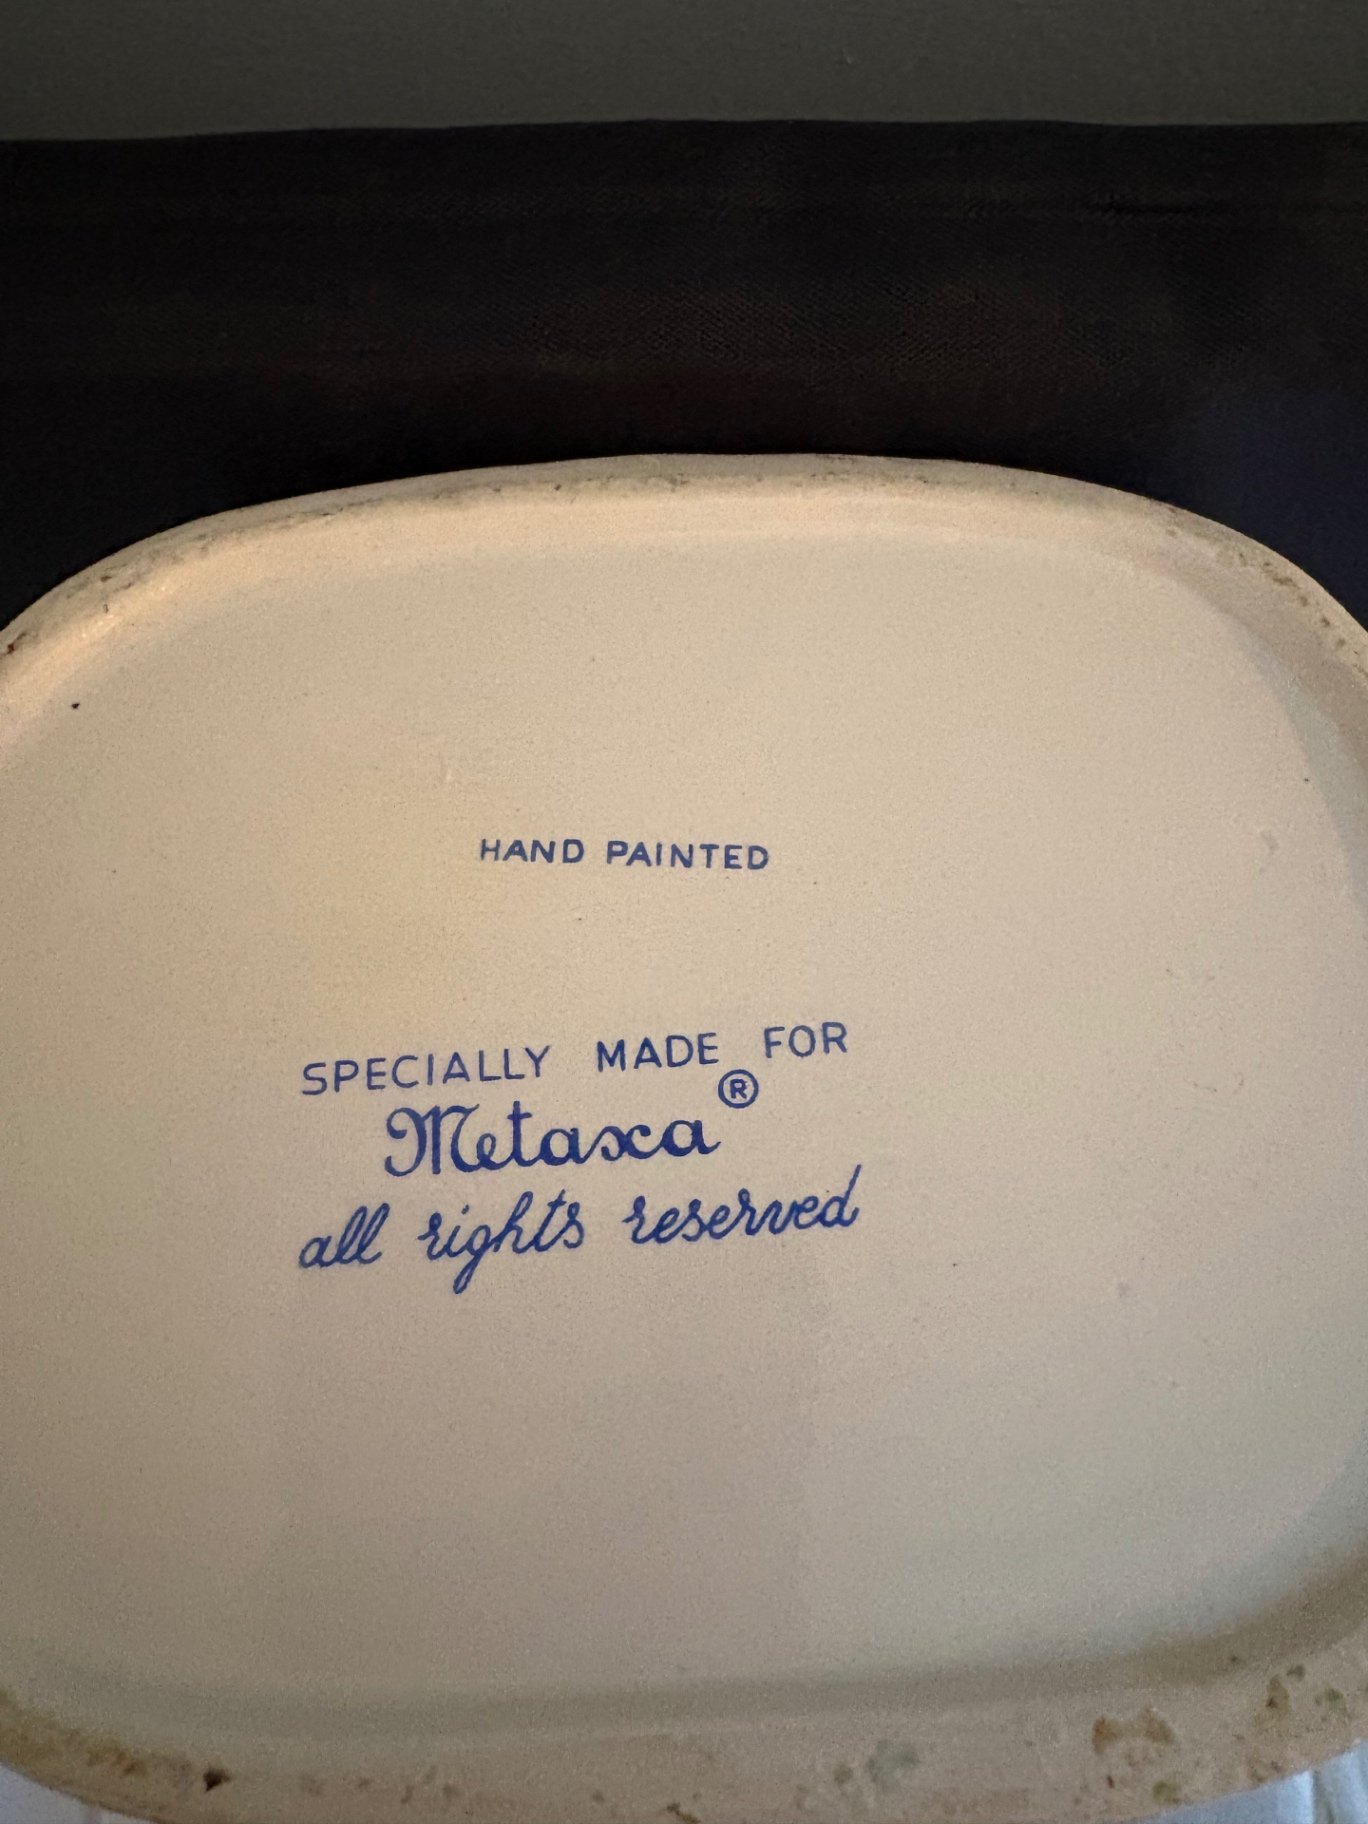 HAND PAINTED
SPECIALLY MADE FOR
Metaxa®
all rights reserved